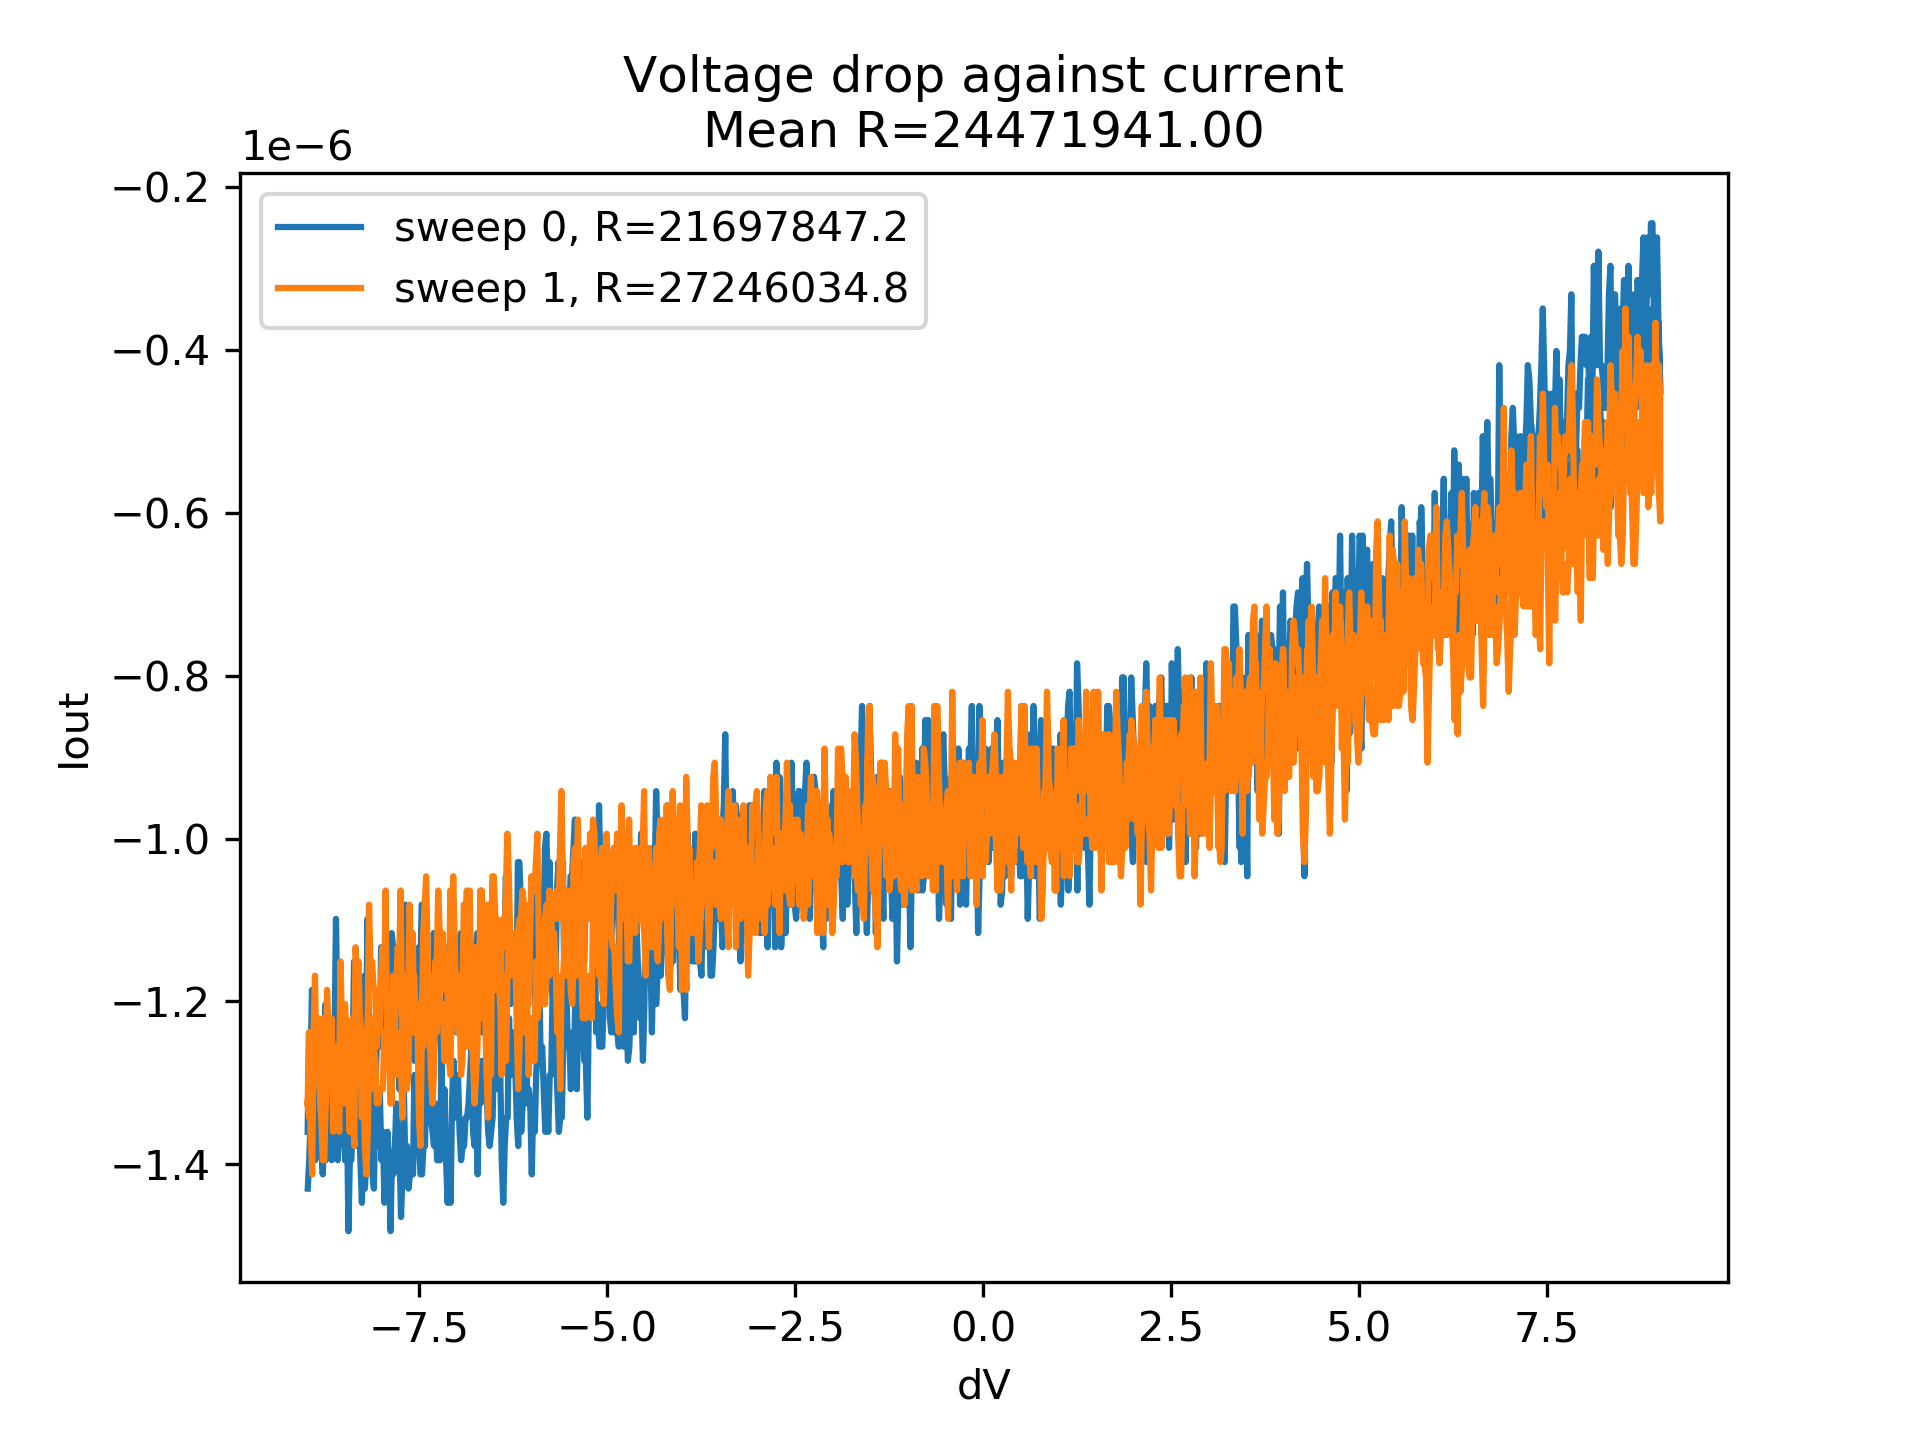 Voltage drop against current
Mean R=24471941.00
1e−6
sweep 0, R=21697847.2
sweep 1, R=27246034.8
−0.2
−0.4
−0.6
−0.8
−1.0
−1.2
−1.4
Iout
−7.5
−5.0
−2.5
0.0
2.5
5.0
7.5
dV